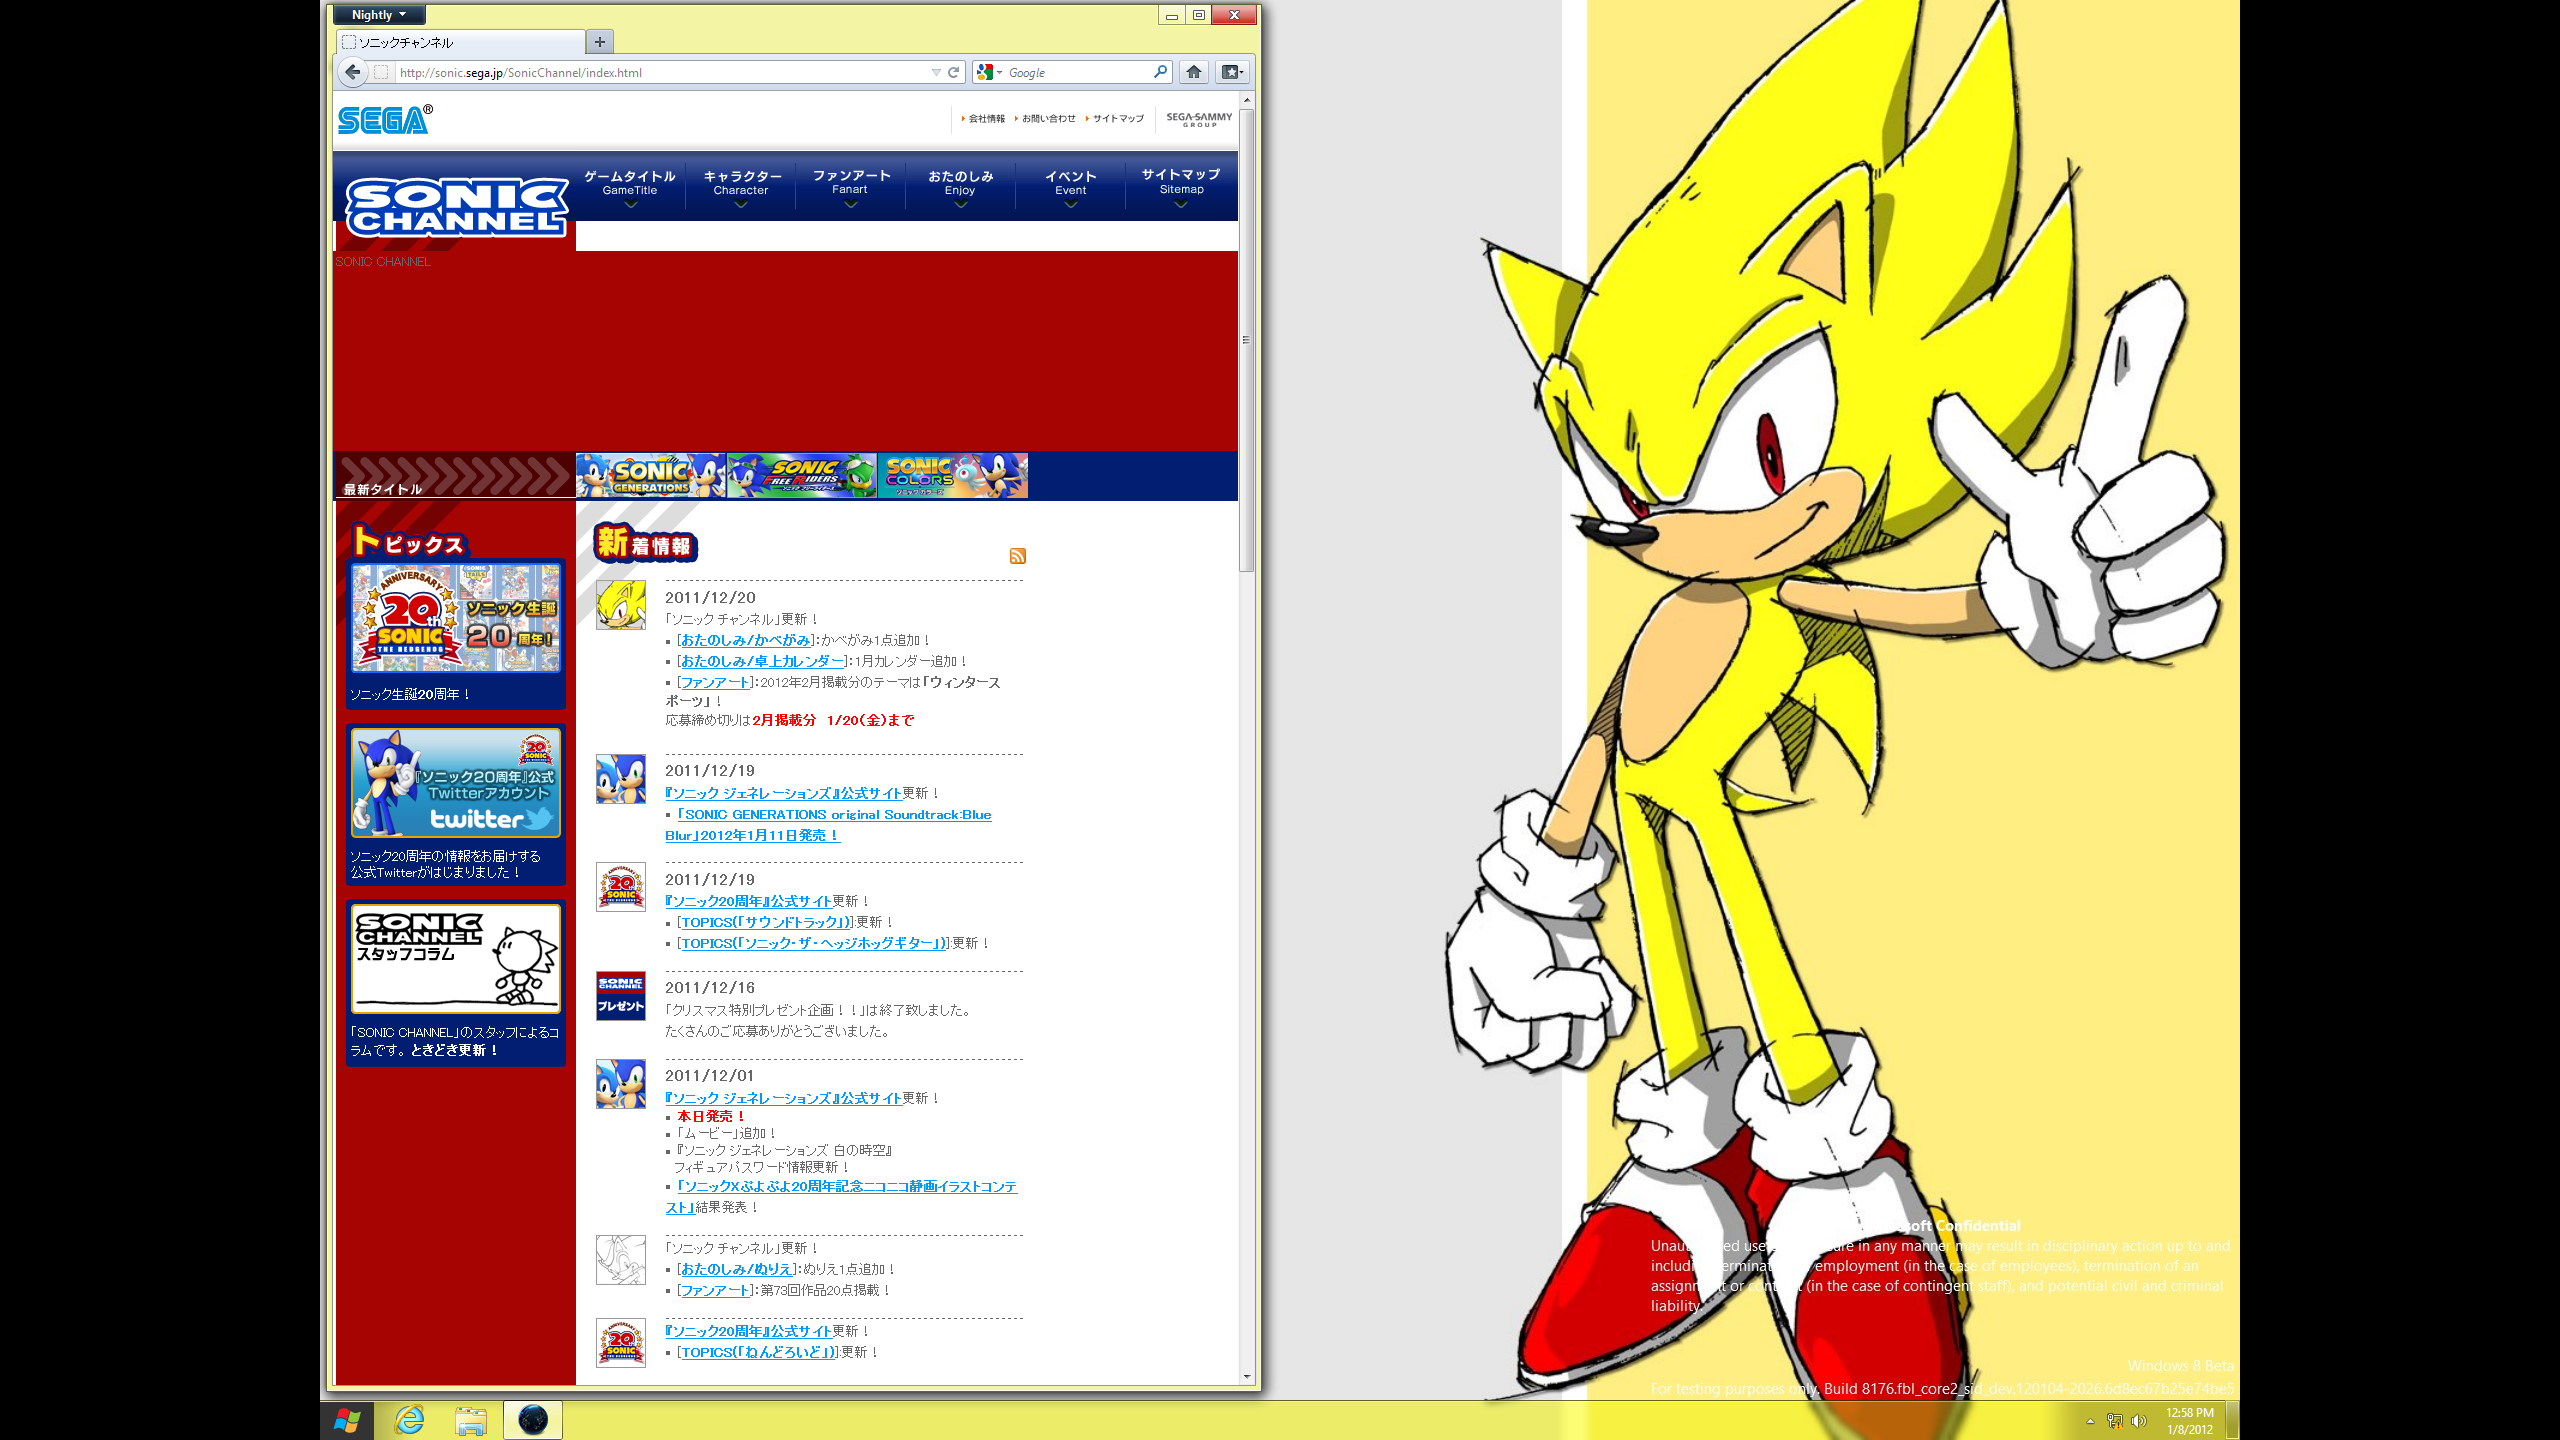 Nightly
ソニックチャンネル
http://sonic.sega.jp/SonicChannel/index.html
Google
SEGA®
会社情報
お問い合わせ
サイトマップ
SEGA SAMMY
GROUP
SONIC
CHANNEL
ゲームタイトル
GameTitle
キャラクター
Character
ファンアート
Fanart
おたのしみ
Enjoy
イベント
Event
サイトマップ
Sitemap
SONIC CHANNEL
最新タイトル
SONIC
GENERATIONS
SONIC
FREE RIDERS
SONIC
COLORS
ソニック カラーズ
トピックス
ANNIVERSARY
20th
SONIC
THE HEDGEHOG
ソニック生誕
20周年!
ソニック生誕20周年！
『ソニック20周年』公式
Twitterアカウント
twitter
ソニック20周年の情報をお届けする
公式Twitterがはじまりました！
SONIC
CHANNEL
スタッフコラム
「SONIC CHANNEL」のスタッフによるコ
ラムです。ときどき更新！
新着情報
2011/12/20
「ソニック チャンネル」更新！
[おたのしみ/かべがみ]：かべがみ1点追加！
[おたのしみ/卓上カレンダー]：1月カレンダー追加！
[ファンアート]：2012年2月掲載分のテーマは「ウィンタース
ポーツ」！
応募締め切りは2月掲載分　1/20（金）まで
2011/12/19
『ソニック ジェネレーションズ』公式サイト更新！
「SONIC GENERATIONS original Soundtrack:Blue
Blur」2012年1月11日発売！
2011/12/19
『ソニック20周年』公式サイト更新！
[TOPICS(「サウンドトラック」)]:更新！
[TOPICS(「ソニック・ザ・ヘッジホッグギター」)]:更新！
SONIC
CHANNEL
プレゼント
2011/12/16
「クリスマス特別プレゼント企画！！」は終了致しました。
たくさんのご応募ありがとうございました。
2011/12/01
『ソニック ジェネレーションズ』公式サイト更新！
本日発売！
「ムービー」追加！
『ソニック ジェネレーションズ 白の時空』
フィギュアパスワード情報更新！
「ソニックXぷよぷよ20周年記念ニコニコ静画イラストコンテ
スト」結果発表！
「ソニック チャンネル」更新！
[おたのしみ/ぬりえ]：ぬりえ1点追加！
[ファンアート]：第73回作品20点掲載！
『ソニック20周年』公式サイト更新！
[TOPICS(「ねんどろいど」)]:更新！
Confidential
in any manner may result in disciplinary action up to and
employment (in the case of employees), termination of an
or (in the case of contingent staff), and potential civil and criminal
liability.
Windows 8 Beta
For testing purposes only. Build 8176.fbl_core2_sid_dev.120104-2026.6d8ec67b25e74be5
12:58 PM
1/8/2012